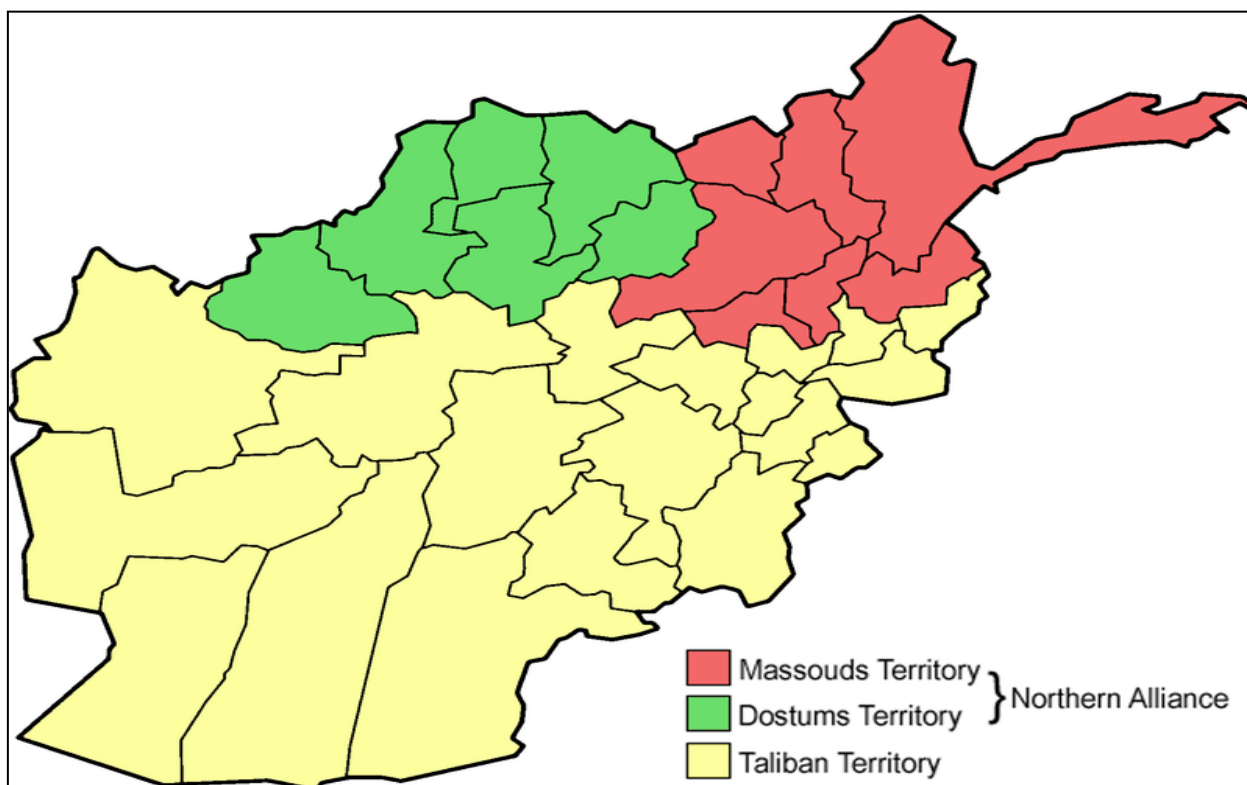 Massouds Territory
Dostums Territory
} Northern Alliance
Taliban Territory